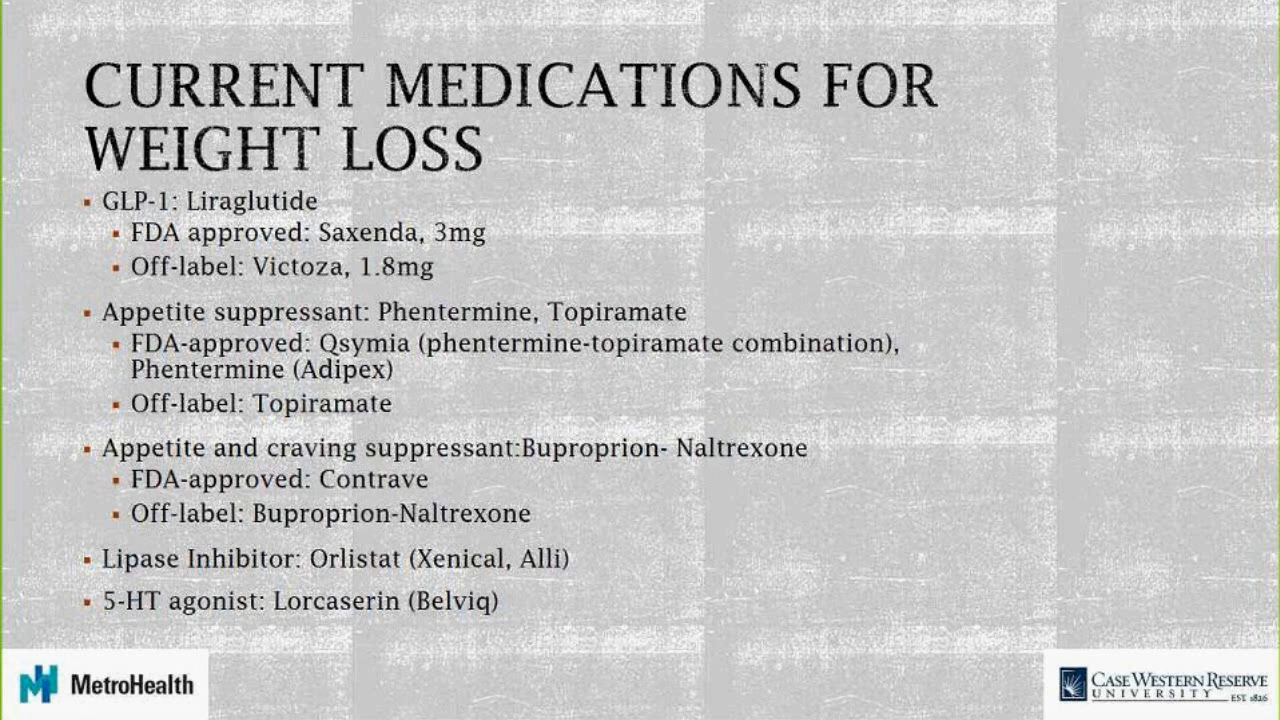 CURRENT MEDICATIONS FOR
WEIGHT LOSS
▪ GLP-1: Liraglutide
▪ FDA approved: Saxenda, 3mg
▪ Off-label: Victoza, 1.8mg
▪ Appetite suppressant: Phentermine, Topiramate
▪ FDA-approved: Qsymia (phentermine-topiramate combination),
Phentermine (Adipex)
▪ Off-label: Topiramate
▪ Appetite and craving suppressant:Buproprion- Naltrexone
▪ FDA-approved: Contrave
▪ Off-label: Buproprion-Naltrexone
▪ Lipase Inhibitor: Orlistat (Xenical, Alli)
▪ 5-HT agonist: Lorcaserin (Belviq)
MetroHealth
CASE WESTERN RESERVE
UNIVERSITY
EST 1826